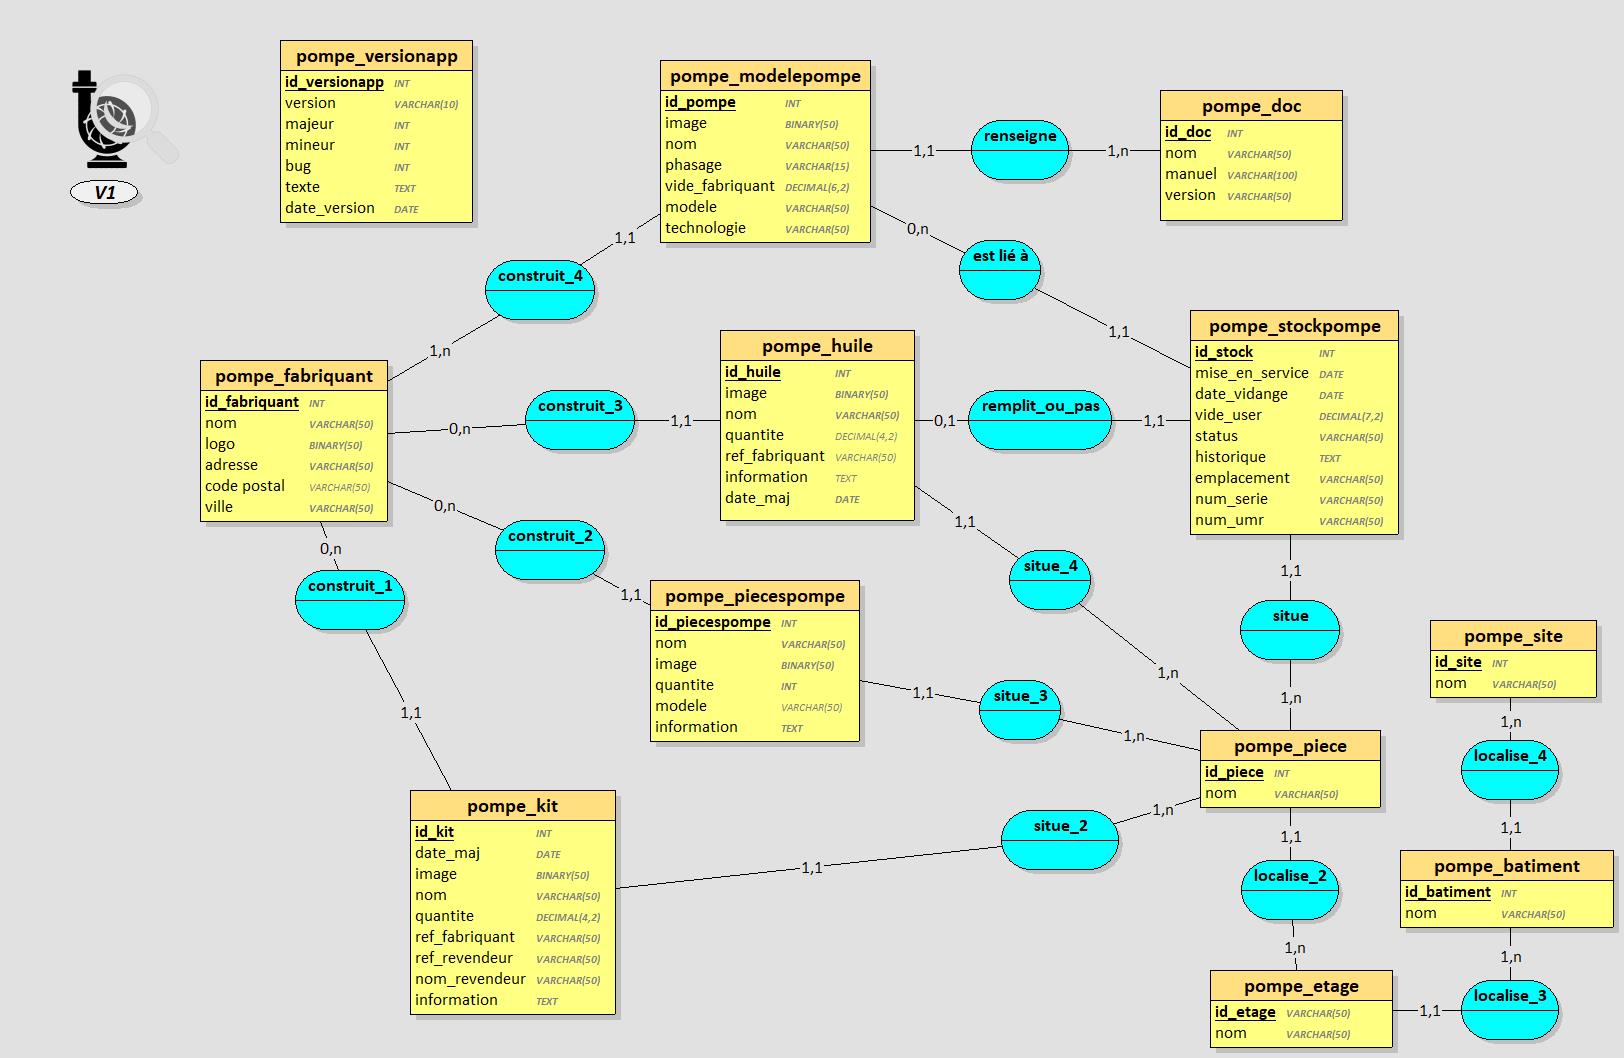 V1
pompe_versionapp
id_versionapp INT
version VARCHAR(10)
majeur INT
mineur INT
bug INT
texte TEXT
date_version DATE
pompe_modelepompe
id_pompe INT
image BINARY(50)
nom VARCHAR(50)
phasage VARCHAR(15)
vide_fabriquant DECIMAL(6,2)
modele VARCHAR(50)
technologie VARCHAR(50)
1,1
renseigne
1,n
pompe_doc
id_doc INT
nom VARCHAR(50)
manuel VARCHAR(100)
version VARCHAR(50)
1,1
construit_4
1,n
0,n
est lié à
1,1
pompe_fabriquant
id_fabriquant INT
nom VARCHAR(50)
logo BINARY(50)
adresse VARCHAR(50)
code postal VARCHAR(50)
ville VARCHAR(50)
0,n
construit_3
1,1
pompe_huile
id_huile INT
image BINARY(50)
nom VARCHAR(50)
quantite DECIMAL(4,2)
ref_fabriquant VARCHAR(50)
information TEXT
date_maj DATE
0,1
remplit_ou_pas
1,1
pompe_stockpompe
id_stock INT
mise_en_service DATE
date_vidange DATE
vide_user DECIMAL(7,2)
status VARCHAR(50)
historique TEXT
emplacement VARCHAR(50)
num_serie VARCHAR(50)
num_umr VARCHAR(50)
0,n
construit_2
1,1
0,n
construit_1
1,1
pompe_piecespompe
id_piecespompe INT
nom VARCHAR(50)
image BINARY(50)
quantite INT
modele VARCHAR(50)
information TEXT
1,1
situe_4
1,n
1,1
situe_3
1,n
1,1
situe
1,n
pompe_site
id_site INT
nom VARCHAR(50)
1,n
localise_4
1,1
pompe_piece
id_piece INT
nom VARCHAR(50)
pompe_kit
id_kit INT
date_maj DATE
image BINARY(50)
nom VARCHAR(50)
quantite DECIMAL(4,2)
ref_fabriquant VARCHAR(50)
ref_revendeur VARCHAR(50)
nom_revendeur VARCHAR(50)
information TEXT
1,1
situe_2
1,n
1,1
localise_2
1,n
pompe_batiment
id_batiment INT
nom VARCHAR(50)
1,n
localise_3
1,1
pompe_etage
id_etage VARCHAR(50)
nom VARCHAR(50)